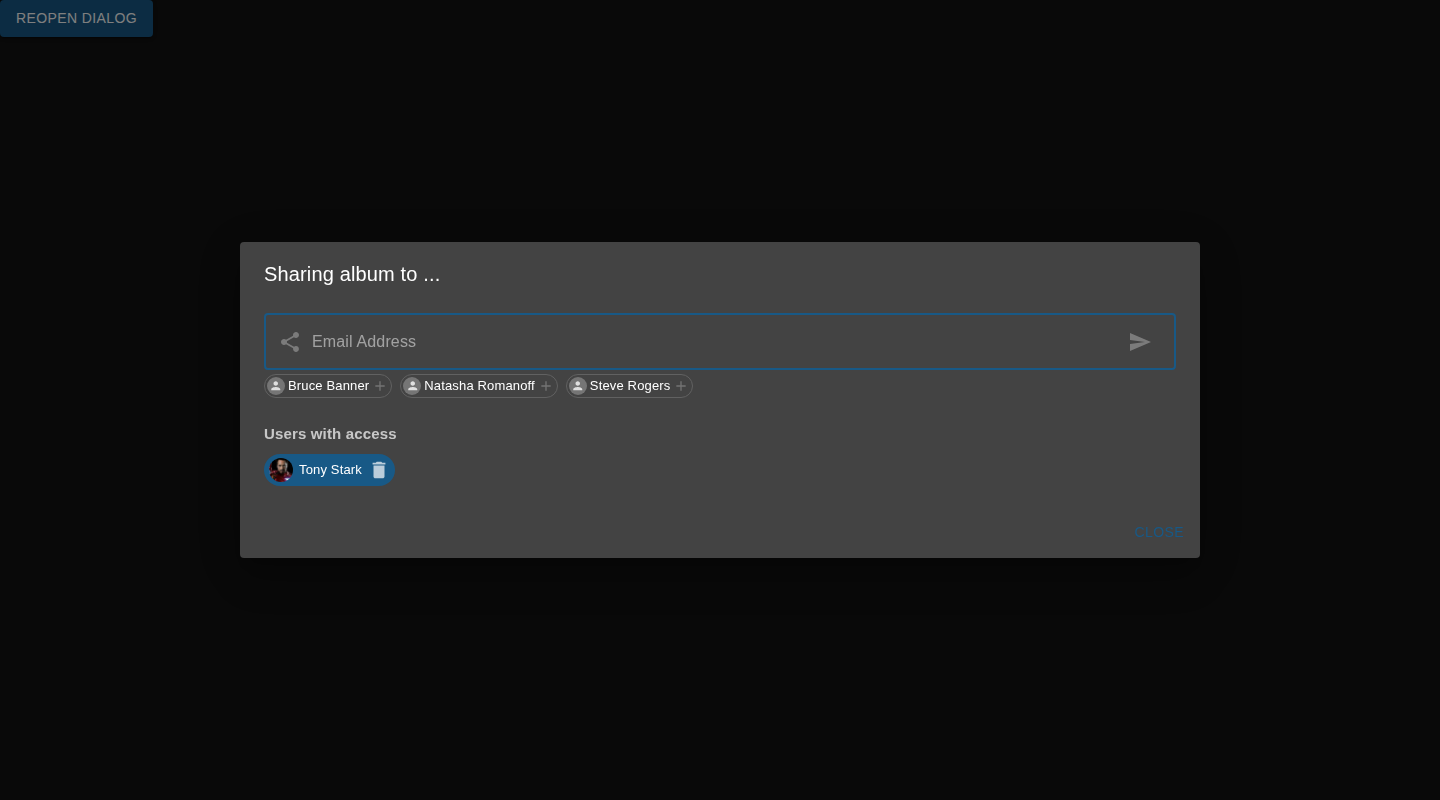 REOPEN DIALOG
Sharing album to ...
Email Address
Bruce Banner Natasha Romanoff Steve Rogers
Users with access
Tony Stark
CLOSE